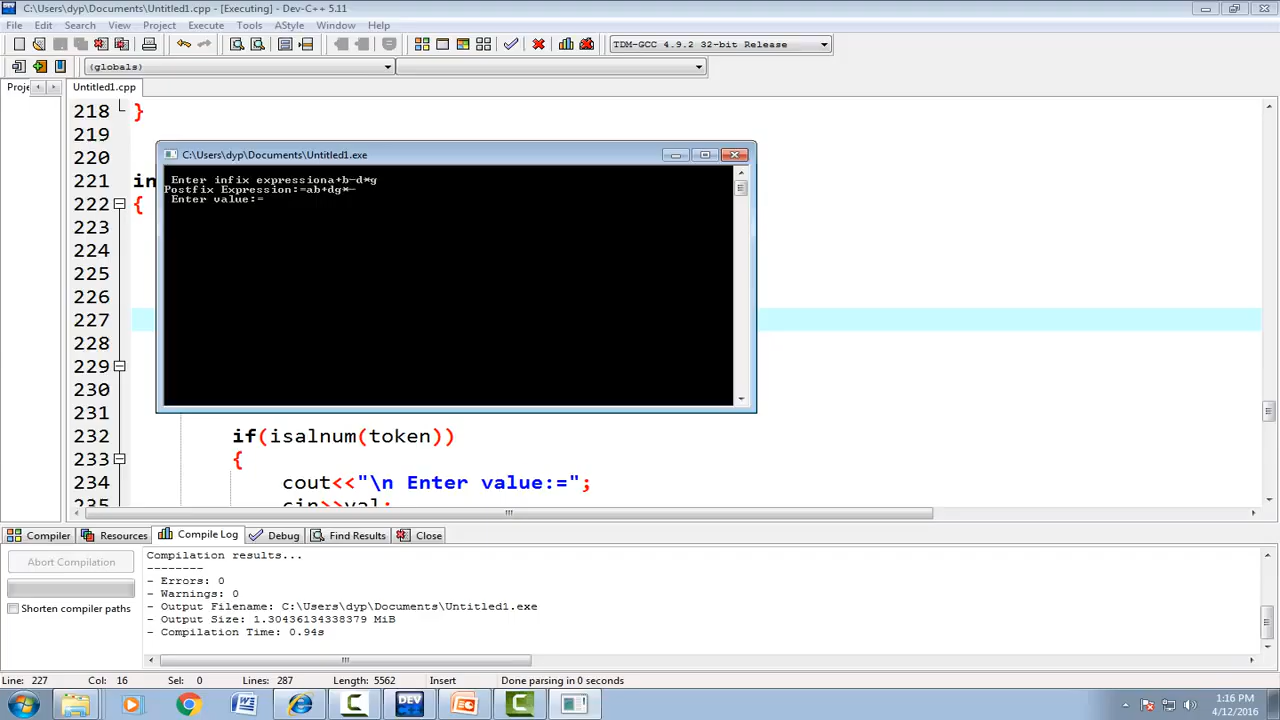 C:\Users\dyp\Documents\Untitled1.cpp - [Executing] - Dev-C++ 5.11
File Edit Search View Project Execute Tools AStyle Window Help
TDM-GCC 4.9.2 32-bit Release
(globals)
Proje Untitled1.cpp
218 }
219
220
C:\Users\dyp\Documents\Untitled1.exe
Enter infix expressiona+b-d*g
Postfix Expression:=ab+dg*-
Enter value:=
221 in
222 {
223
224
225
226
227
228
229
230
231
232 if(isalnum(token))
233 {
234 cout<<"\n Enter value:=";
235 cin>>val;
Compiler Resources Compile Log Debug Find Results Close
Abort Compilation
Shorten compiler paths
Compilation results...
--------
- Errors: 0
- Warnings: 0
- Output Filename: C:\Users\dyp\Documents\Untitled1.exe
- Output Size: 1.30436134338379 MiB
- Compilation Time: 0.94s
Line: 227 Col: 16 Sel: 0 Lines: 287 Length: 5562 Insert Done parsing in 0 seconds
DEV
1:16 PM
4/12/2016